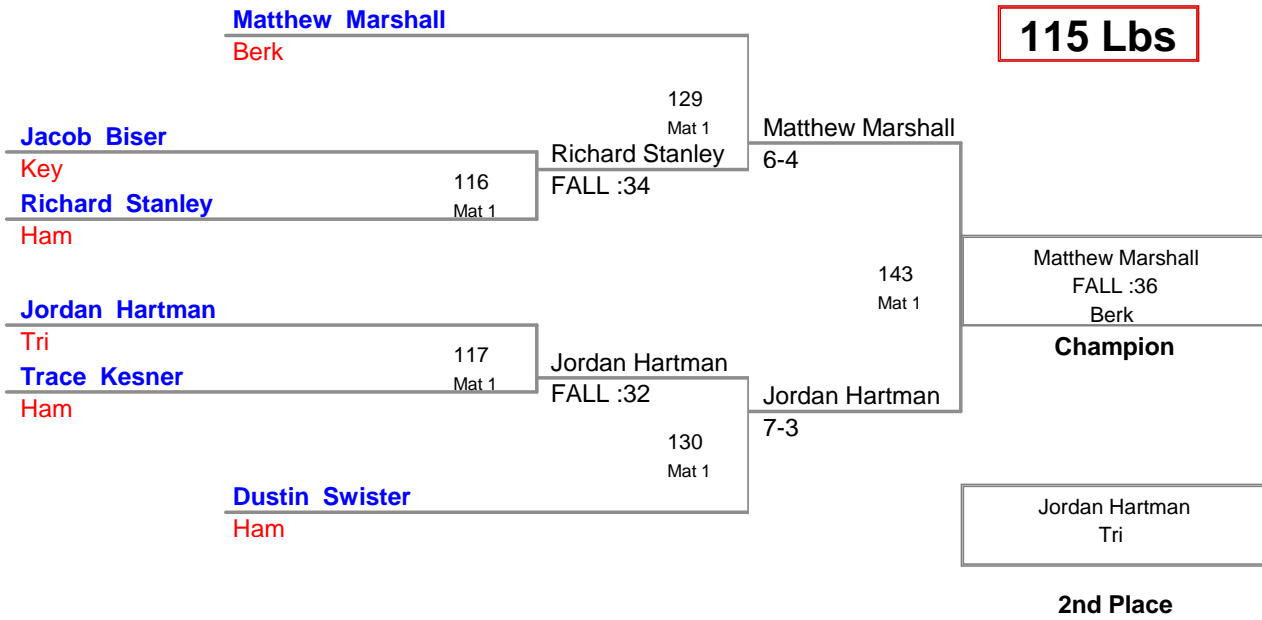 Matthew Marshall
Berk
115 Lbs
129
Mat 1
Jacob Biser
Key
Richard Stanley
Ham
116
Mat 1
Richard Stanley
FALL :34
Matthew Marshall
6-4
Jordan Hartman
Tri
Trace Kesner
Ham
117
Mat 1
Jordan Hartman
FALL :32
143
Mat 1
Matthew Marshall
FALL :36
Berk
Champion
Jordan Hartman
7-3
130
Mat 1
Dustin Swister
Ham
Jordan Hartman
Tri
2nd Place